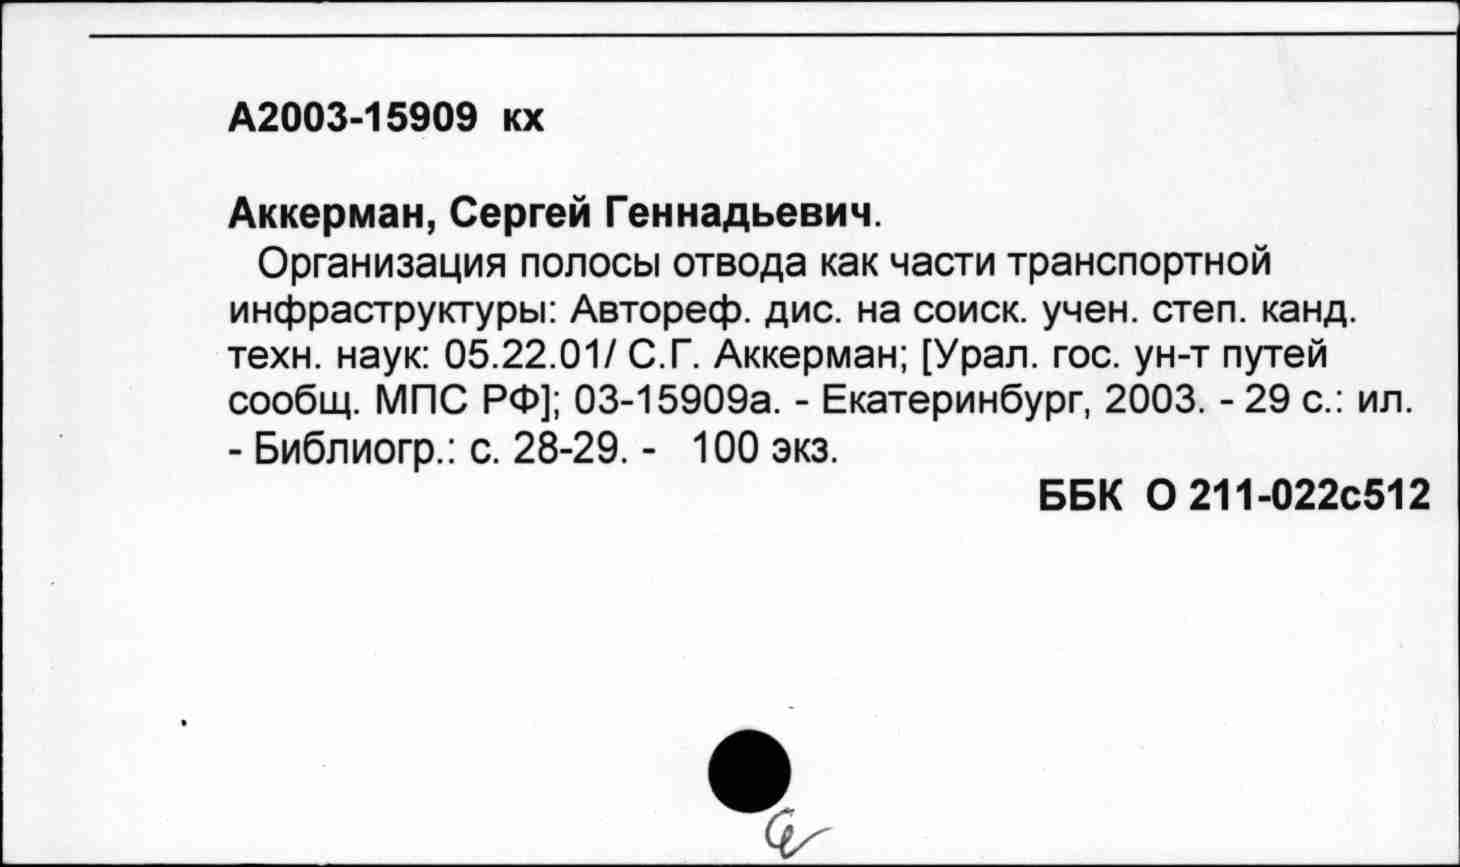 А2003-15909 кх
Аккерман, Сергей Геннадьевич.
Организация полосы отвода как части транспортной
инфраструктуры: Автореф. дис. на соиск. учен. степ. канд.
техн. наук: 05.22.01/ С.Г. Аккерман; [Урал. гос. ун-т путей
сообщ. МПС РФ]; 03-15909а. - Екатеринбург, 2003. - 29 с.: ил.
- Библиогр.: с. 28-29. - 100 экз.
ББК О 211-022с512